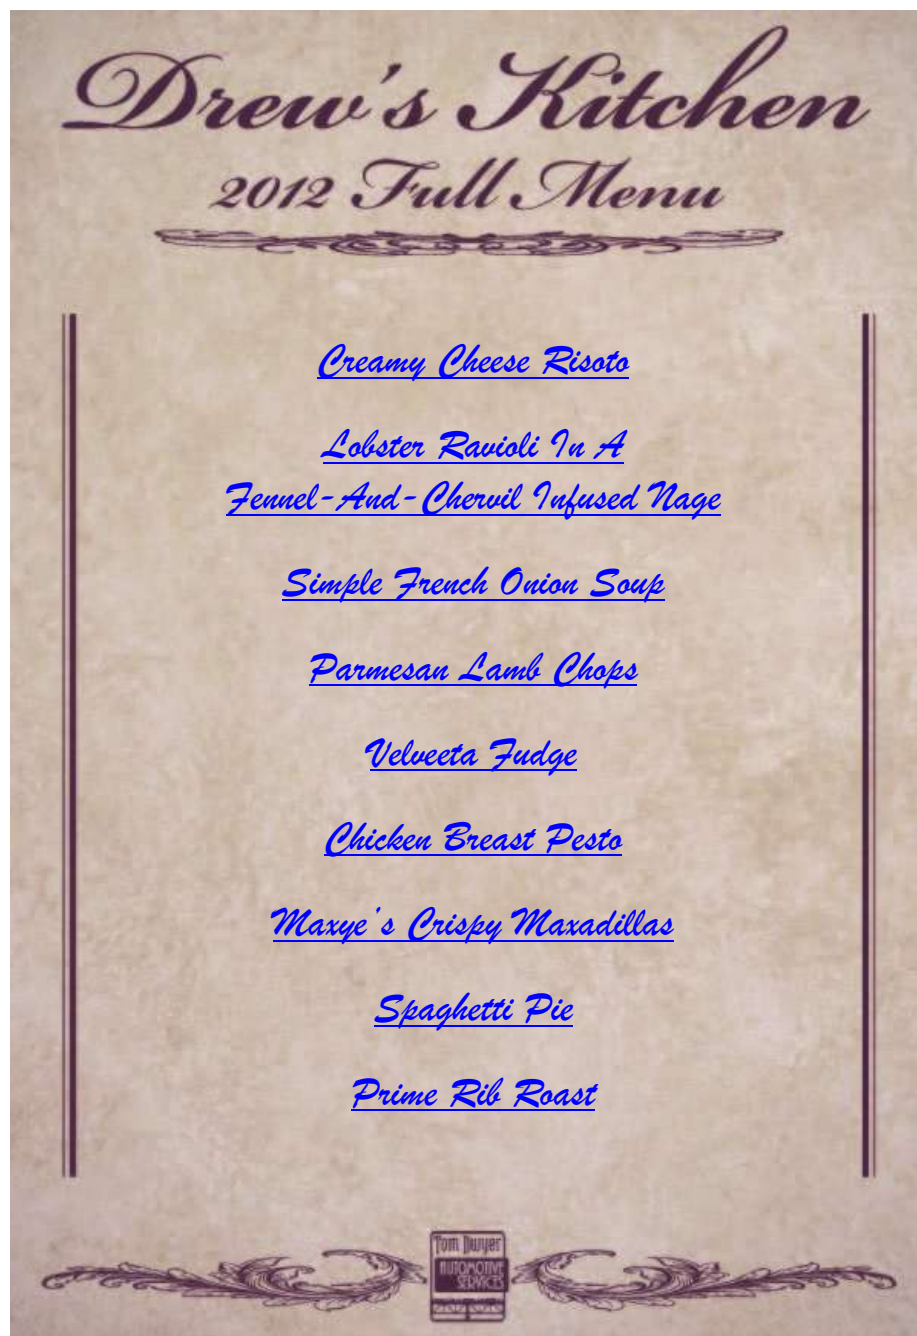 Drew's Kitchen
2012 Full Menu
Creamy Cheese Risoto
Lobster Ravioli In A
Fennel-And-Chervil Infused Nage
Simple French Onion Soup
Parmesan Lamb Chops
Velveeta Fudge
Chicken Breast Pesto
Maxye's Crispy Maxadillas
Spaghetti Pie
Prime Rib Roast
Tom Dwyer
AUTOMOTIVE
SERVICES